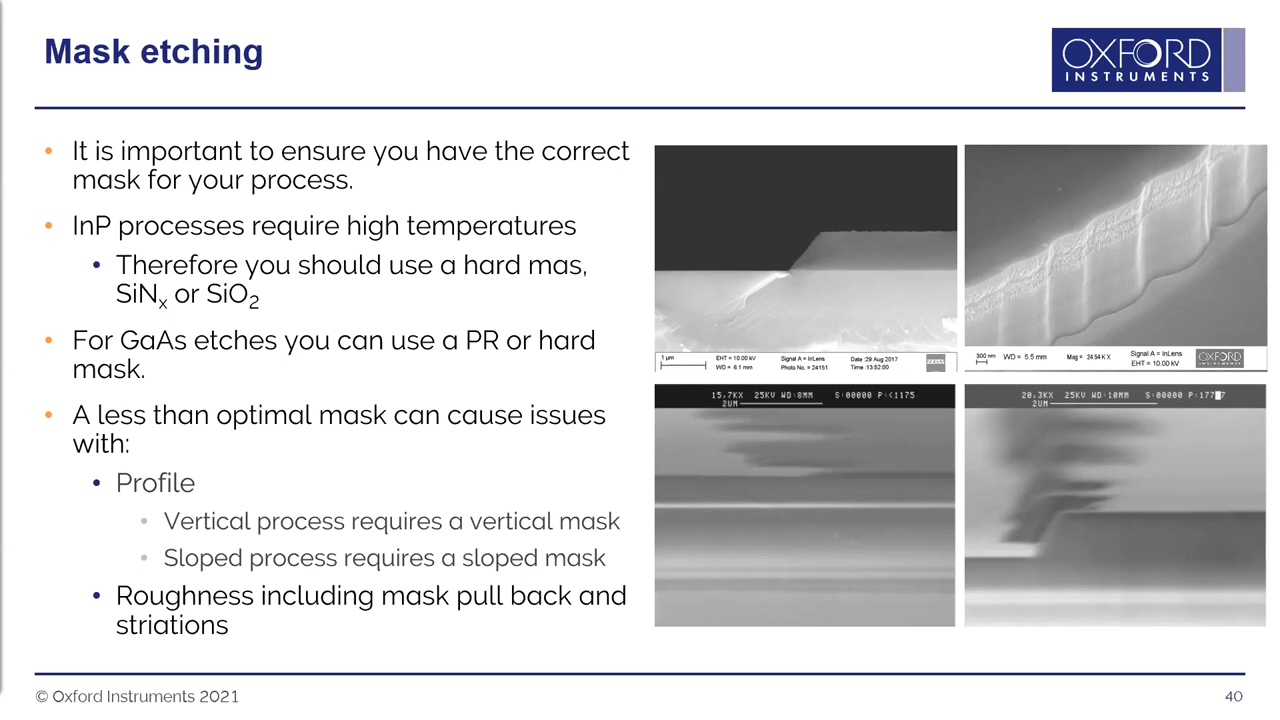 Mask etching
OXFORD
INSTRUMENTS
• It is important to ensure you have the correct
mask for your process.
• InP processes require high temperatures
• Therefore you should use a hard mas,
SiNx or SiO2
• For GaAs etches you can use a PR or hard
mask.
• A less than optimal mask can cause issues
with:
• Profile
• Vertical process requires a vertical mask
• Sloped process requires a sloped mask
• Roughness including mask pull back and
striations
1 µm
EHT = 10.00 kV
WD = 6.1 mm
Signal A = InLens
Photo No. = 24151
Date :29 Aug 2017
Time :13:52:00
ZEISS
300 nm
WD = 5.5 mm
Mag = 24.54 K X
Signal A = InLens
EHT = 10.00 kV
OXFORD
INSTRUMENTS
15.7KX 25KV WD:8MM S:00000 P:<1175
2UM
20.3KX 25KV WD:10MM S:00000 P:177 7
2UM
© Oxford Instruments 2021
40